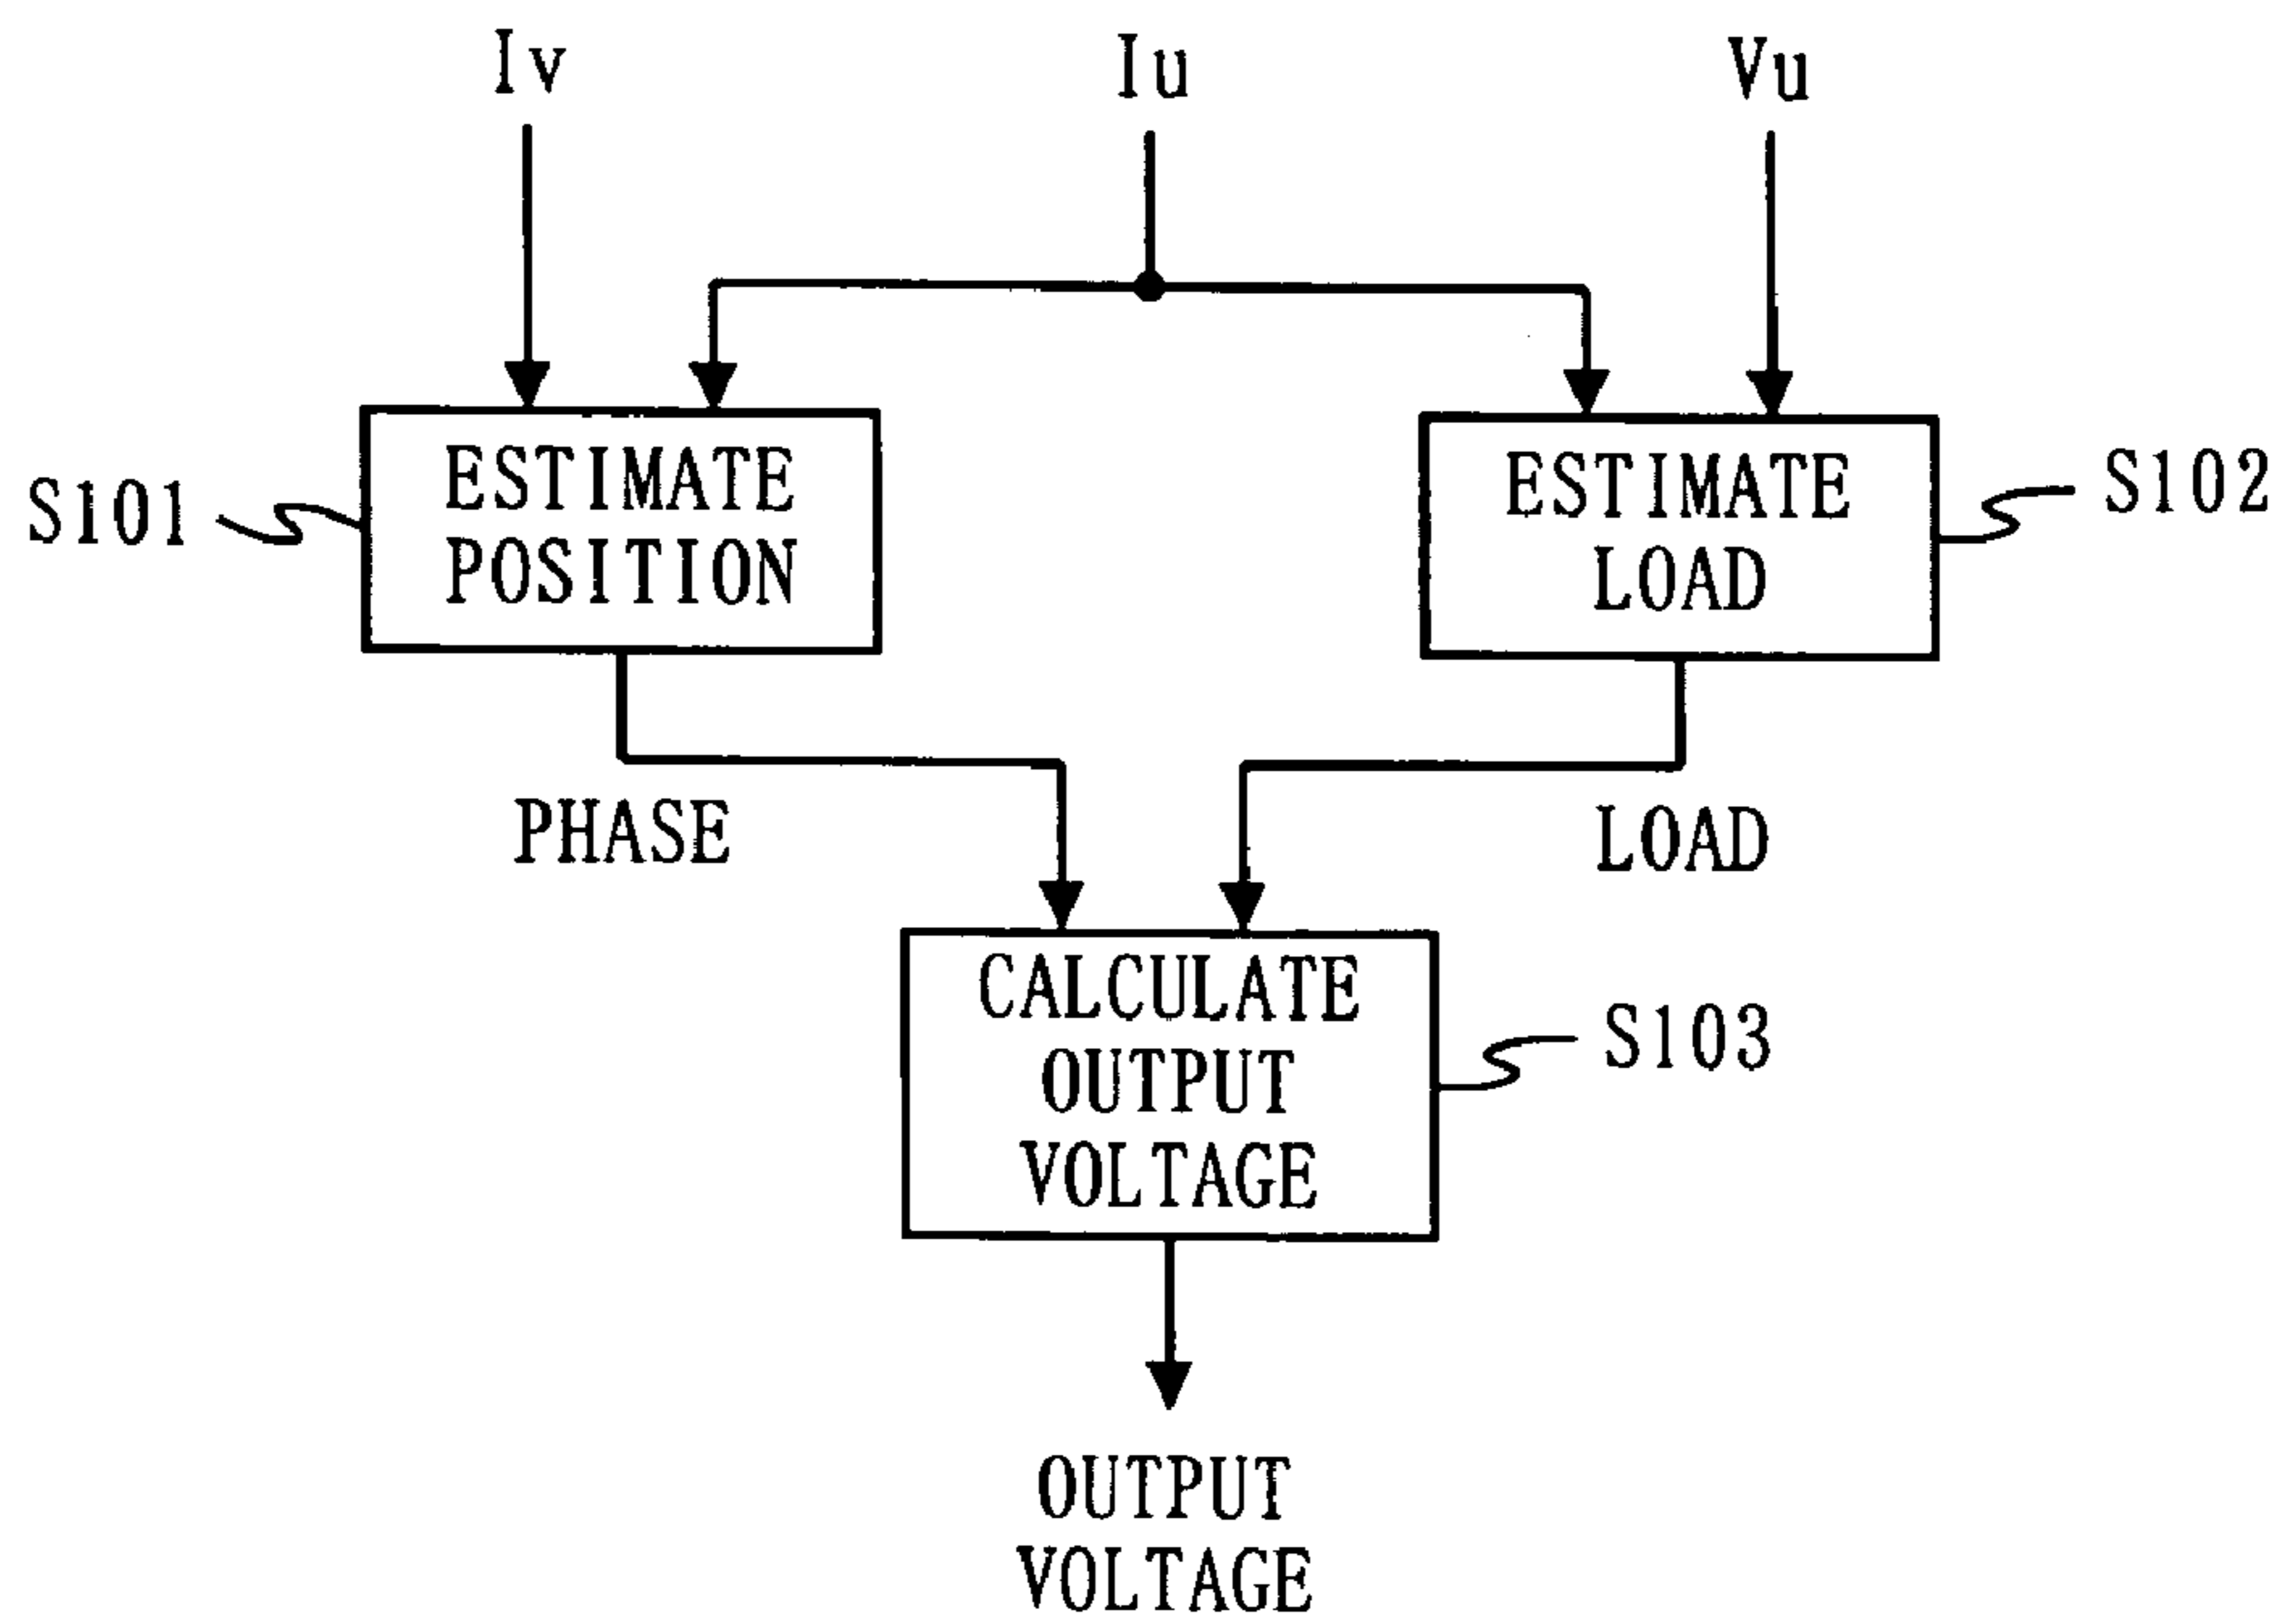 Iv
Iu
Vu
S101
ESTIMATE
POSITION
ESTIMATE
LOAD
S102
PHASE
LOAD
CALCULATE
OUTPUT
VOLTAGE
S103
OUTPUT
VOLTAGE